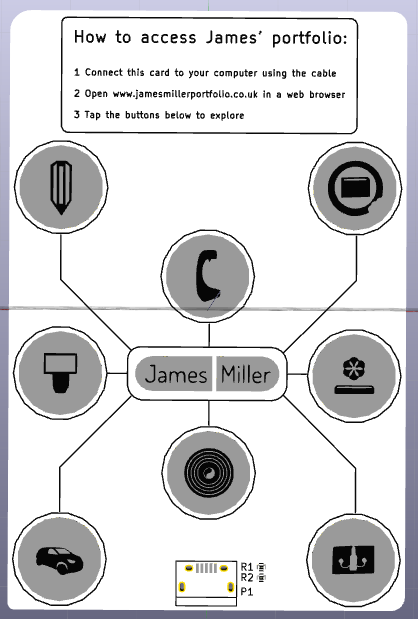 How to access James' portfolio:
1 Connect this card to your computer using the cable
2 Open www.jamesmillerportfolio.co.uk in a web browser
3 Tap the buttons below to explore
James Miller
R1
R2
P1